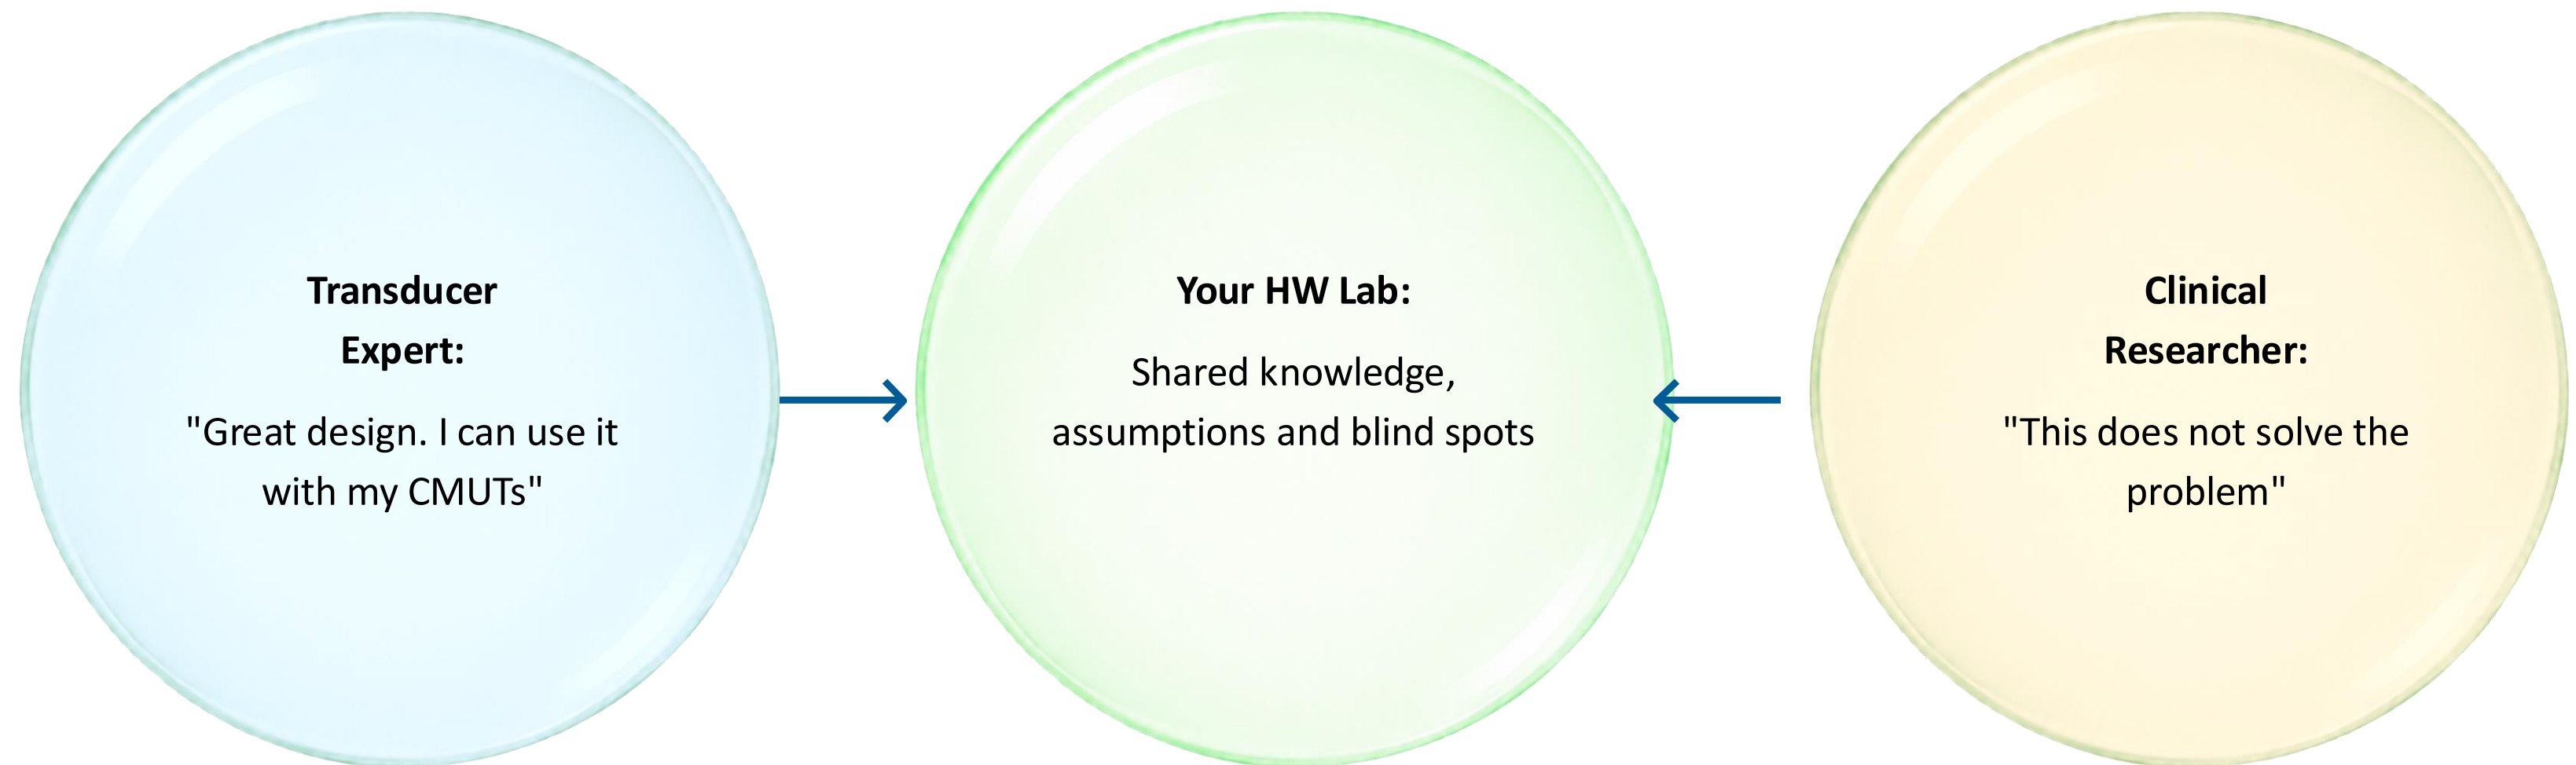 Transducer
Expert:
"Great design. I can use it
with my CMUTs"
Your HW Lab:
Shared knowledge,
assumptions and blind spots
Clinical
Researcher:
"This does not solve the
problem"